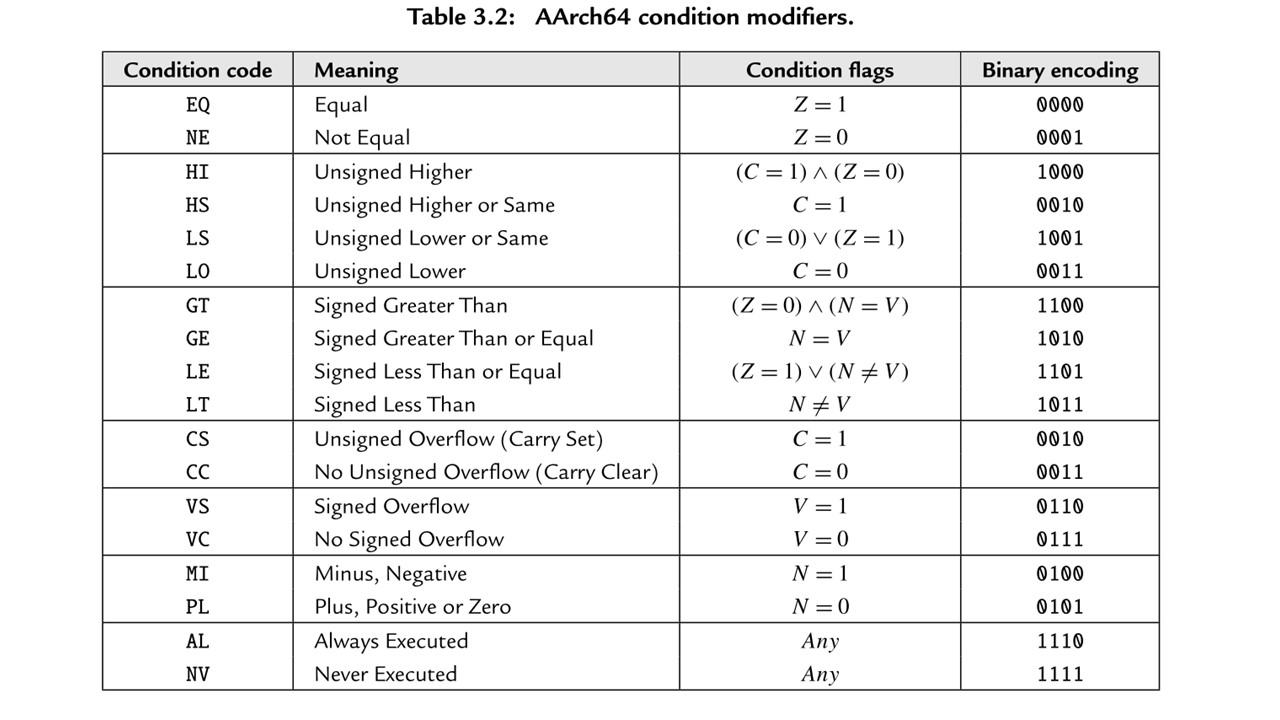 Table 3.2: AArch64 condition modifiers.
Condition code Meaning Condition flags Binary encoding
EQ Equal Z = 1 0000
NE Not Equal Z = 0 0001
HI Unsigned Higher (C = 1) ∧ (Z = 0) 1000
HS Unsigned Higher or Same C = 1 0010
LS Unsigned Lower or Same (C = 0) ∨ (Z = 1) 1001
LO Unsigned Lower C = 0 0011
GT Signed Greater Than (Z = 0) ∧ (N = V) 1100
GE Signed Greater Than or Equal N = V 1010
LE Signed Less Than or Equal (Z = 1) ∨ (N ≠ V) 1101
LT Signed Less Than N ≠ V 1011
CS Unsigned Overflow (Carry Set) C = 1 0010
CC No Unsigned Overflow (Carry Clear) C = 0 0011
VS Signed Overflow V = 1 0110
VC No Signed Overflow V = 0 0111
MI Minus, Negative N = 1 0100
PL Plus, Positive or Zero N = 0 0101
AL Always Executed Any 1110
NV Never Executed Any 1111